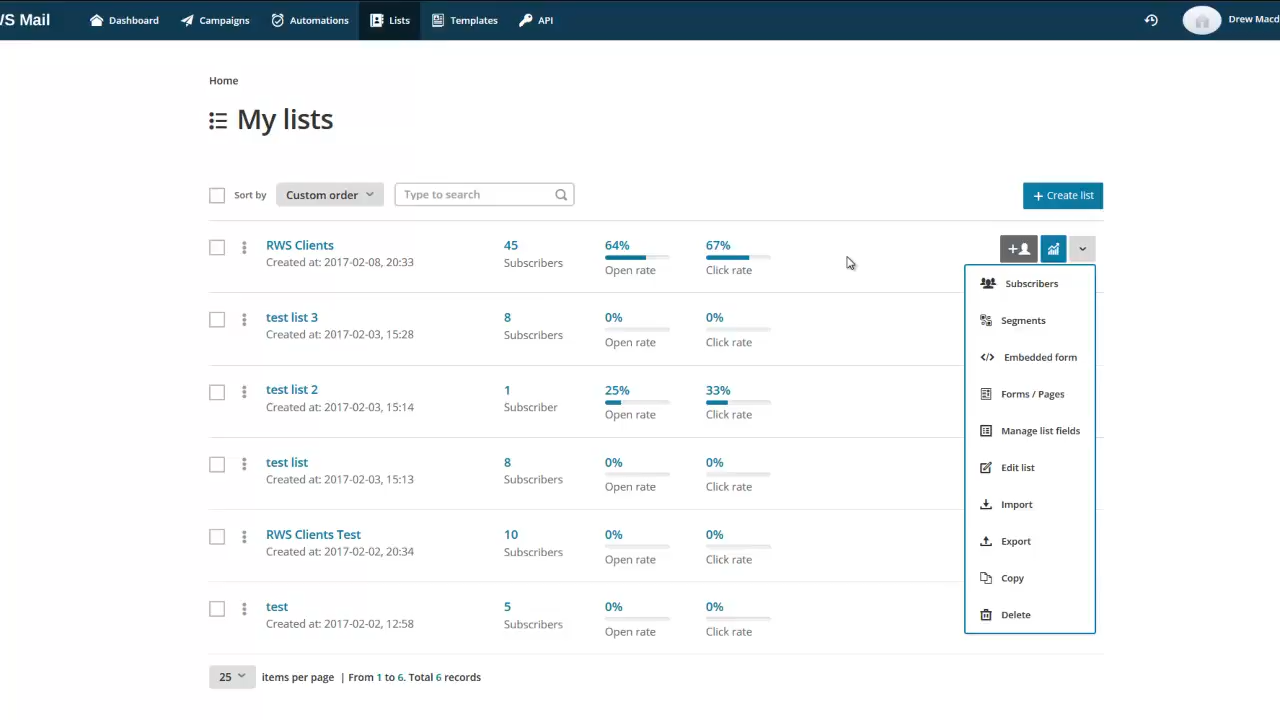 VS Mail Dashboard Campaigns Automations Lists Templates API Drew Macd
Home
My lists
Sort by Custom order Type to search + Create list
RWS Clients 45 64% 67%
Created at: 2017-02-08, 20:33 Subscribers Open rate Click rate
Subscribers
Segments
Embedded form
Forms / Pages
Manage list fields
Edit list
Import
Export
Copy
Delete
test list 3 8 0% 0%
Created at: 2017-02-03, 15:28 Subscribers Open rate Click rate
test list 2 1 25% 33%
Created at: 2017-02-03, 15:14 Subscriber Open rate Click rate
test list 8 0% 0%
Created at: 2017-02-03, 15:13 Subscribers Open rate Click rate
RWS Clients Test 10 0% 0%
Created at: 2017-02-02, 20:34 Subscribers Open rate Click rate
test 5 0% 0%
Created at: 2017-02-02, 12:58 Subscribers Open rate Click rate
25 items per page | From 1 to 6. Total 6 records